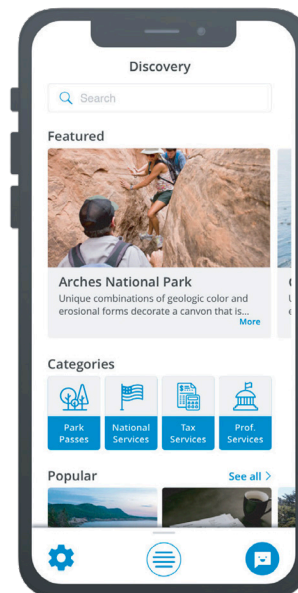 Discovery
Search
Featured
Arches National Park
Unique combinations of geologic color and
erosional forms decorate a canvon that is...
More
Categories
Park
Passes
National
Services
Tax
Services
Prof.
Services
Popular
See all >